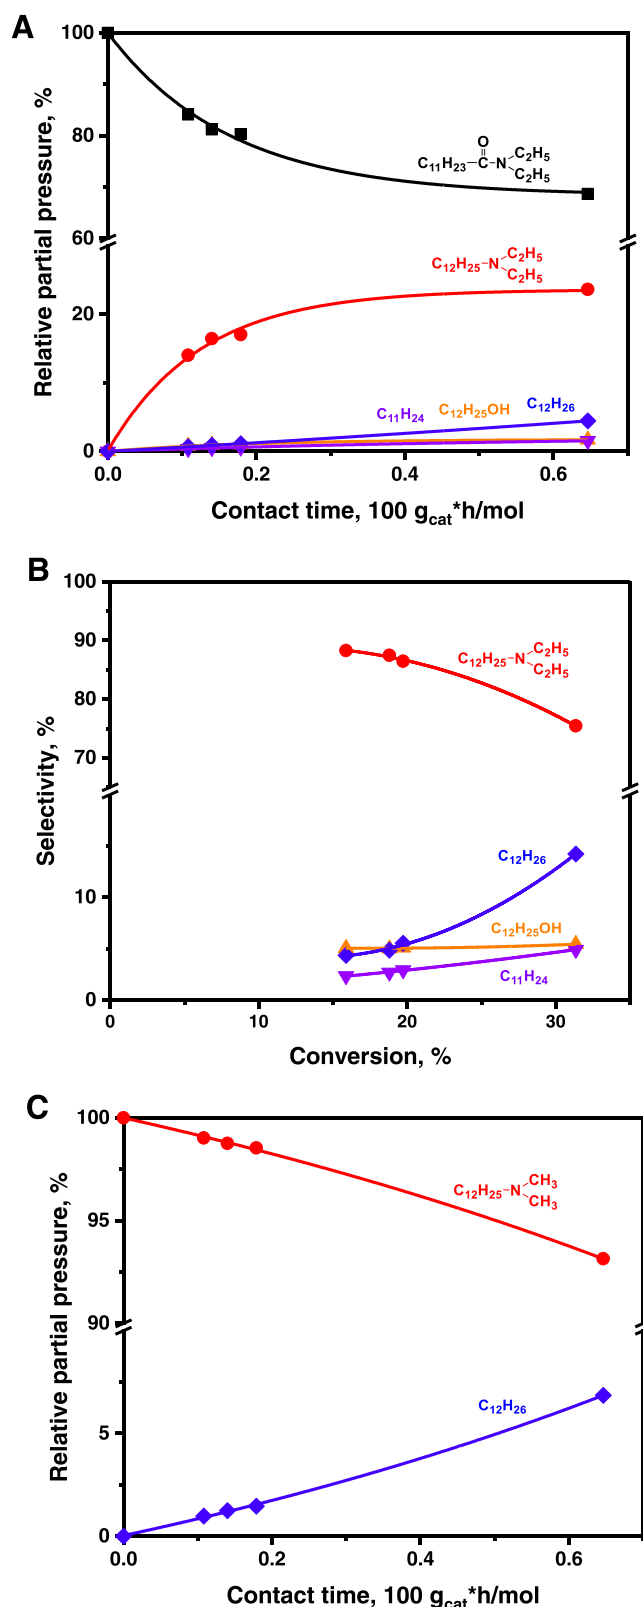 A
Relative partial pressure, %
100
80
60
20
0
O
C₁₁H₂₃–C–N C₂H₅
C₂H₅
C₁₂H₂₅–N C₂H₅
C₂H₅
C₁₁H₂₄ C₁₂H₂₅OH C₁₂H₂₆
0.0 0.2 0.4 0.6
Contact time, 100 g_cat*h/mol
B
Selectivity, %
100
90
80
70
10
0
C₁₂H₂₅–N C₂H₅
C₂H₅
C₁₂H₂₆
C₁₂H₂₅OH
C₁₁H₂₄
0 10 20 30
Conversion, %
C
Relative partial pressure, %
100
95
90
5
0
C₁₂H₂₅–N CH₃
CH₃
C₁₂H₂₆
0.0 0.2 0.4 0.6
Contact time, 100 g_cat*h/mol